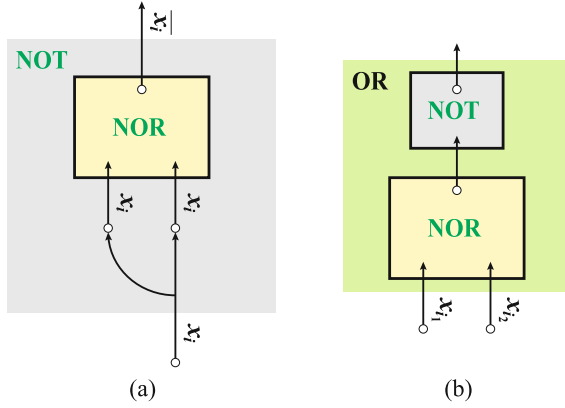 x̅ᵢ
NOT
NOR
xᵢ
xᵢ
xᵢ
(a)
OR
NOT
NOR
xᵢ₁
xᵢ₂
(b)